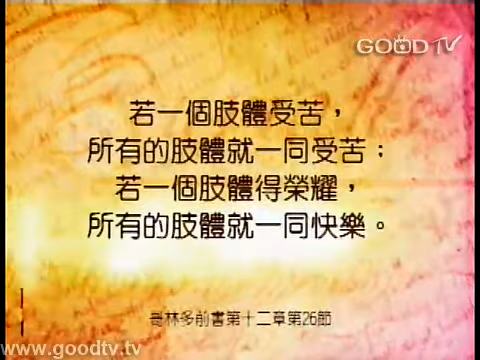 GOOD TV
若一個肢體受苦，
所有的肢體就一同受苦；
若一個肢體得榮耀，
所有的肢體就一同快樂。
哥林多前書第十二章第26節
www.goodtv.tv